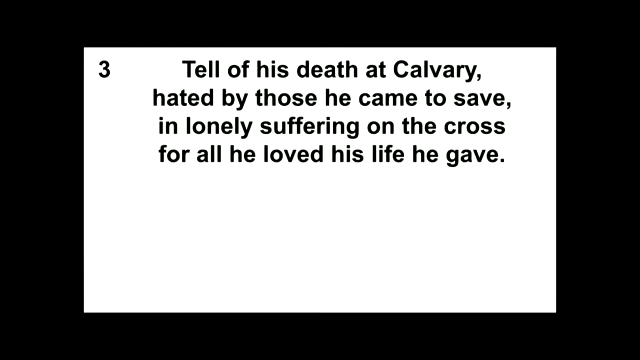 3 Tell of his death at Calvary,
hated by those he came to save,
in lonely suffering on the cross
for all he loved his life he gave.